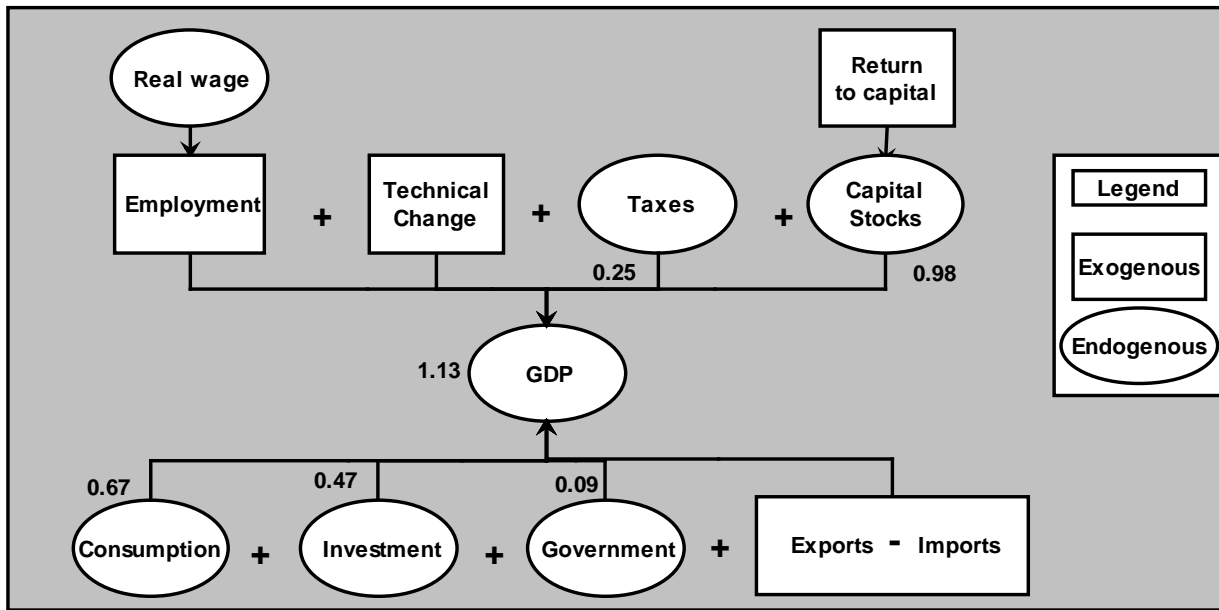 Real wage
Return
to capital
Employment
+
Technical
Change
+
Taxes
+
Capital
Stocks
0.25
0.98
1.13
GDP
0.67
0.47
0.09
Consumption
+
Investment
+
Government
+
Exports - Imports
Legend
Exogenous
Endogenous